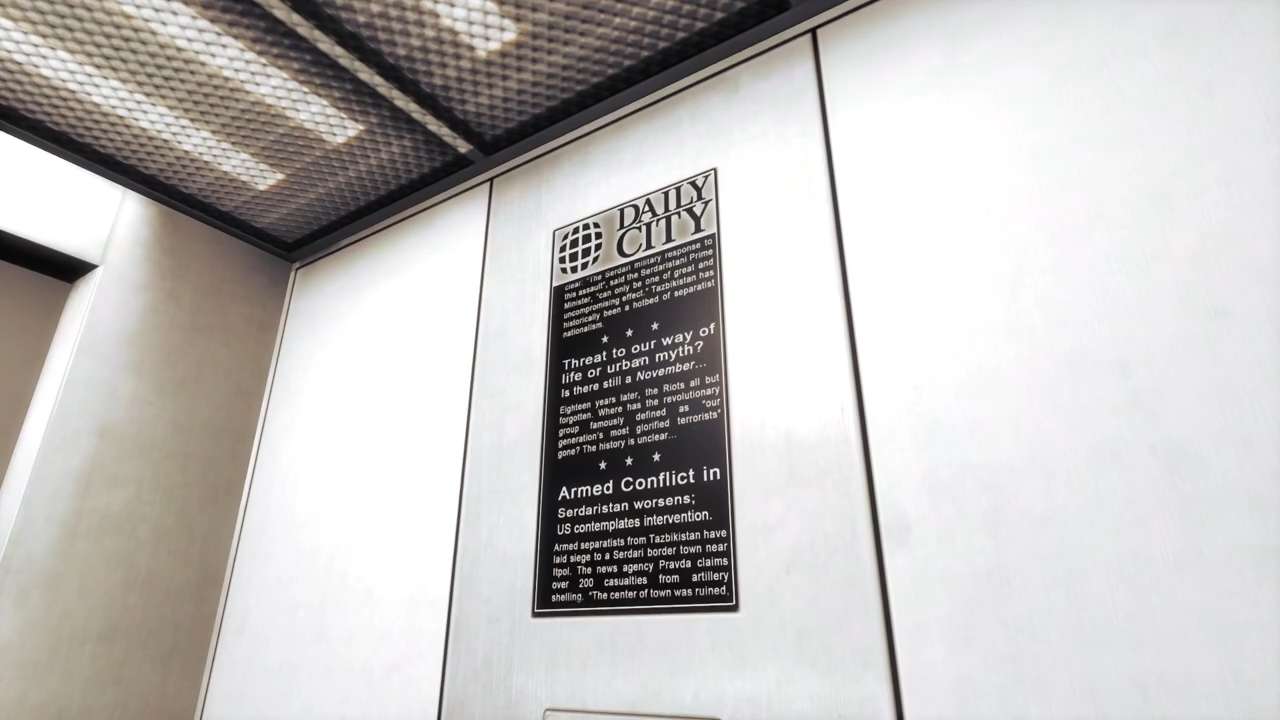 DAILY
CITY
clear: "The Serdari military response to
this assault", said the Serdaristani Prime
Minister, "can only be one of great and
uncompromising effect." Tazbikistan has
historically been a hotbed of separatist
nationalism.
Threat to our way of
life or urban myth?
Is there still a November...
Eighteen years later, the Riots all but
forgotten. Where has the revolutionary
group famously defined as "our
generation's most glorified terrorists"
gone? The history is unclear...
Armed Conflict in
Serdaristan worsens;
US contemplates intervention.
Armed separatists from Tazbikistan have
laid siege to a Serdari border town near
Itpol. The news agency Pravda claims
over 200 casualties from artillery
shelling. "The center of town was ruined,